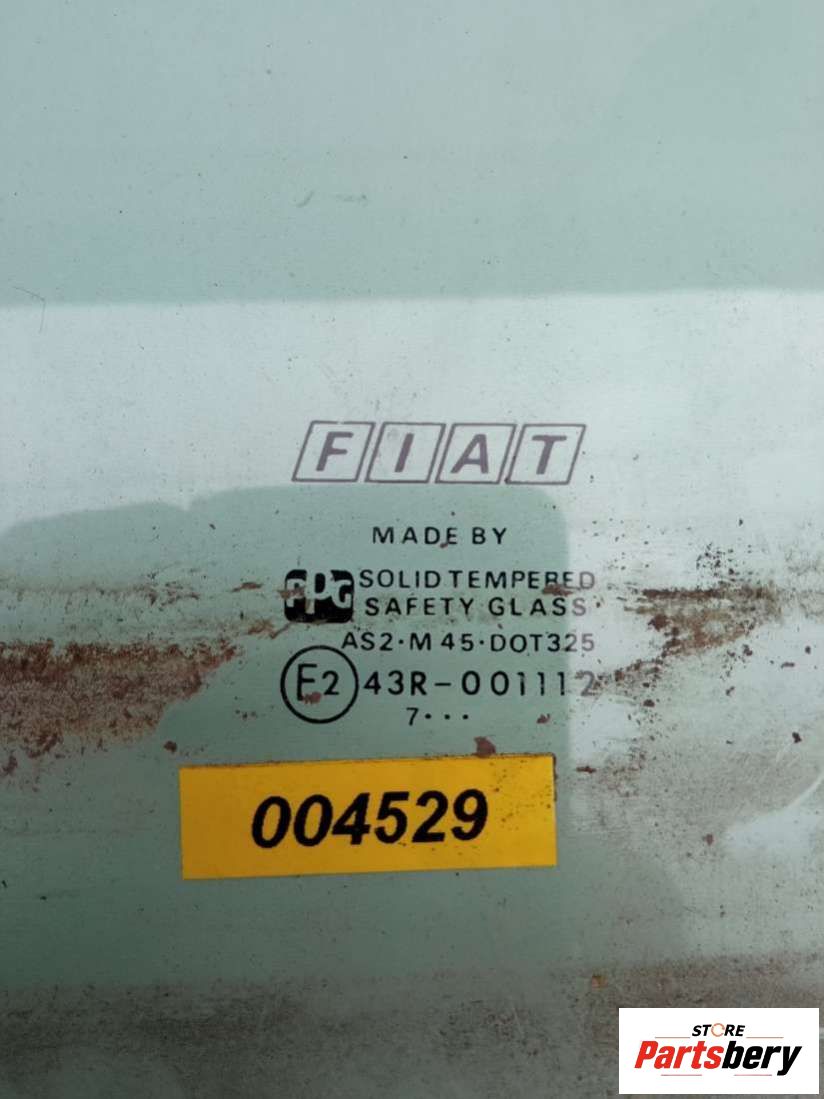 FIAT
MADE BY
PPG SOLID TEMPERED
SAFETY GLASS
AS2·M45·DOT325
E2 43R-001112
7···
004529
STORE
Partsbery